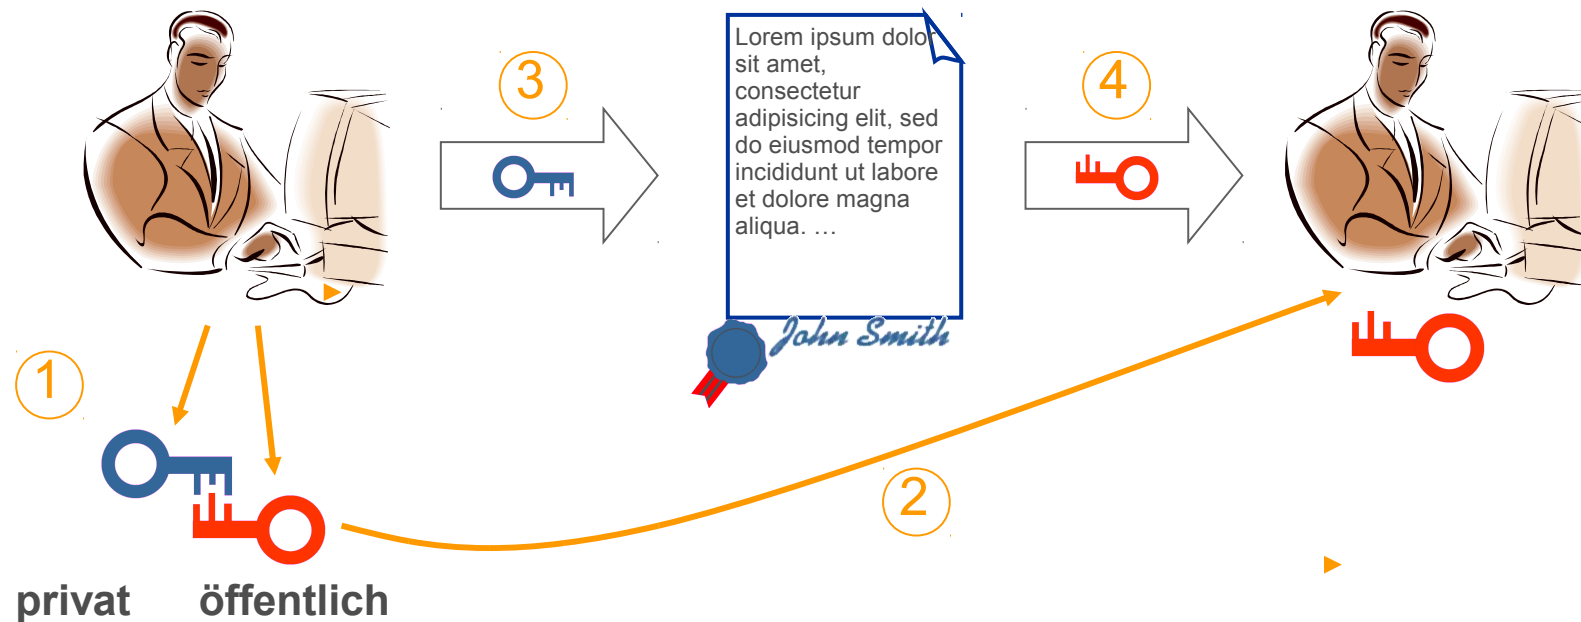 3
Lorem ipsum dolor
sit amet,
consectetur
adipisicing elit, sed
do eiusmod tempor
incididunt ut labore
et dolore magna
aliqua. …
4
John Smith
1
2
privat öffentlich